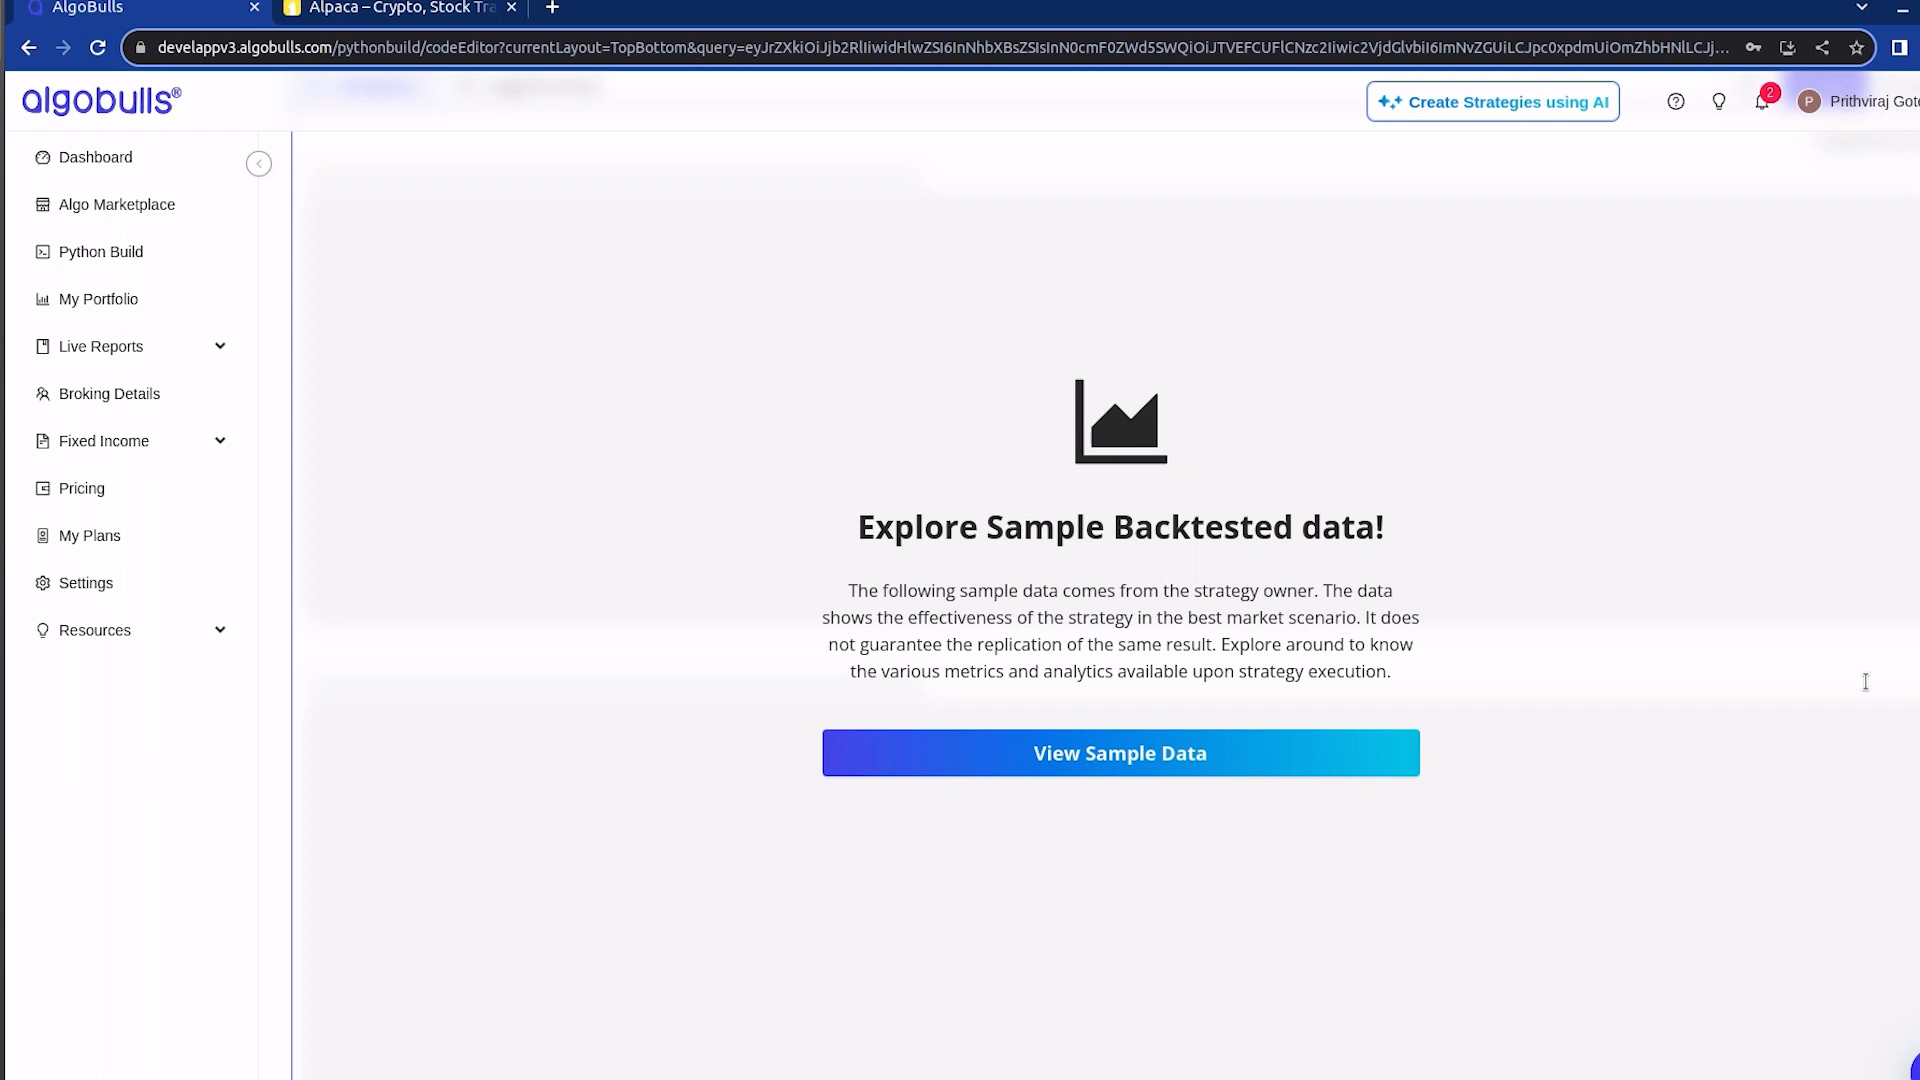 AlgoBulls
Alpaca – Crypto, Stock Tra
develappv3.algobulls.com/pythonbuild/codeEditor?currentLayout=TopBottom&query=eyJrZXkiOiJjb2RlIiwidHlwZSI6InNhbXBsZSIsInN0cmF0ZWd5SWQiOiJTVEFCUFlCNzc2Iiwic2VjdGlvbiI6ImNvZGUiLCJpc0xpdmUiOmZhbHNlLCJj...
algobulls®
Create Strategies using AI
2
P
Prithviraj Gote
Dashboard
Algo Marketplace
Python Build
My Portfolio
Live Reports
Broking Details
Fixed Income
Pricing
My Plans
Settings
Resources
Explore Sample Backtested data!
The following sample data comes from the strategy owner. The data
shows the effectiveness of the strategy in the best market scenario. It does
not guarantee the replication of the same result. Explore around to know
the various metrics and analytics available upon strategy execution.
View Sample Data